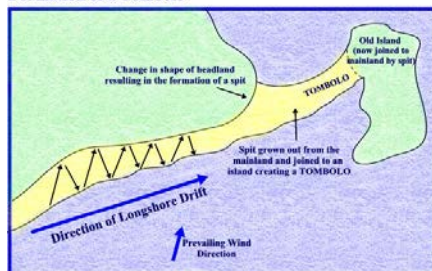 Old Island
(now joined to
mainland by spit)
Change in shape of headland
resulting in the formation of a spit
TOMBOLO
Spit grown out from the
mainland and joined to an
island creating a TOMBOLO
Direction of Longshore Drift
Prevailing Wind
Direction